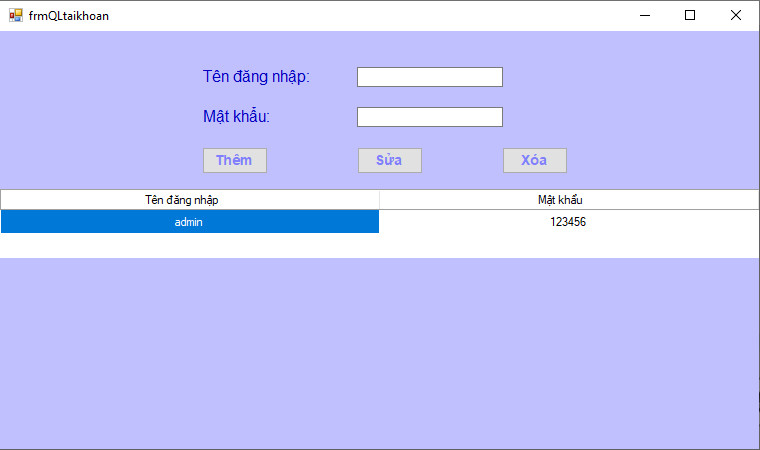 frmQLtaikhoan
Tên đăng nhập:
Mật khẩu:
Thêm Sửa Xóa
Tên đăng nhập Mật khẩu
admin 123456